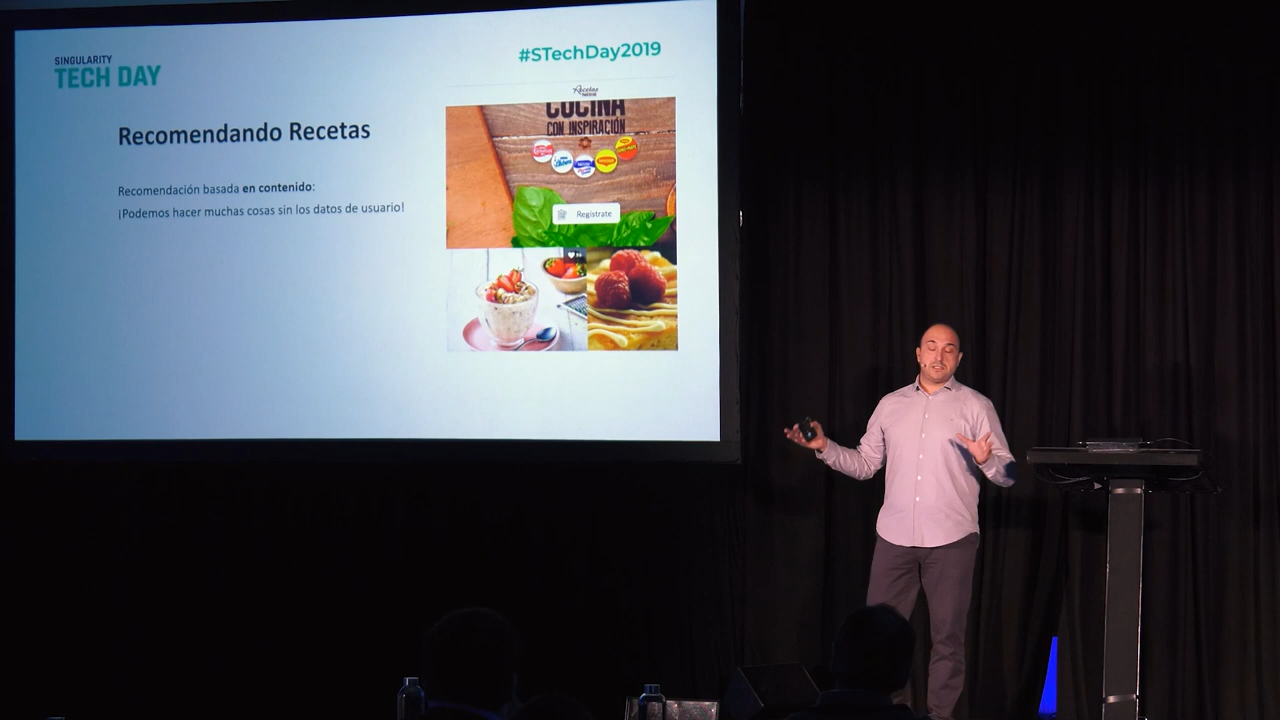 SINGULARITY
TECH DAY
#STechDay2019
Recomendando Recetas
Recomendación basada en contenido:
¡Podemos hacer muchas cosas sin los datos de usuario!
Recetas
Nestlé
COCINA
CON INSPIRACIÓN
Regístrate